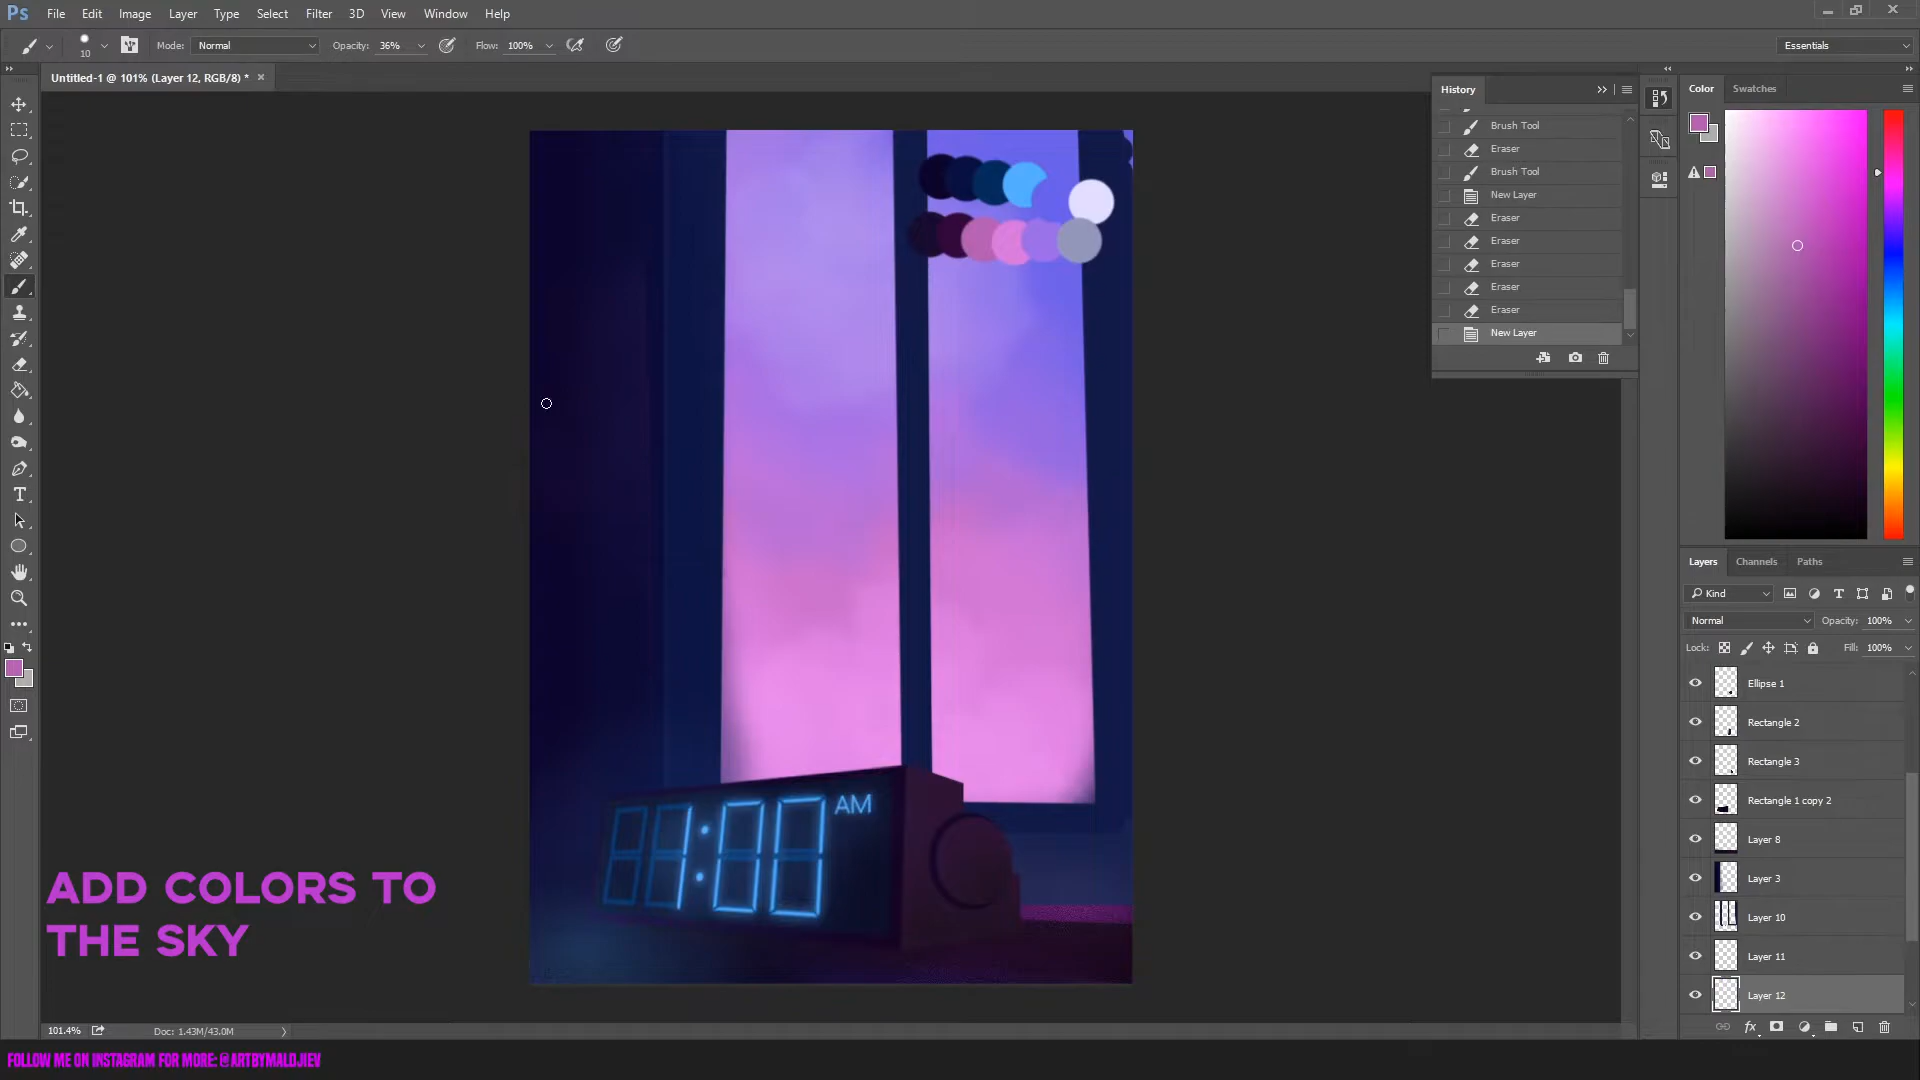 Ps File Edit Image Layer Type Select Filter 3D View Window Help
10 Mode: Normal Opacity: 36% Flow: 100% Essentials
Untitled-1 @ 101% (Layer 12, RGB/8) *
History
Brush Tool
Eraser
Brush Tool
New Layer
Eraser
Eraser
Eraser
Eraser
Eraser
New Layer
Color Swatches
AM
1:00
ADD COLORS TO
THE SKY
Layers Channels Paths
Kind
Normal Opacity: 100%
Lock: Fill: 100%
Ellipse 1
Rectangle 2
Rectangle 3
Rectangle 1 copy 2
Layer 8
Layer 3
Layer 10
Layer 11
Layer 12
fx
101.4% Doc: 1.43M/43.0M
FOLLOW ME ON INSTAGRAM FOR MORE: @ARTBYMALDJIEV